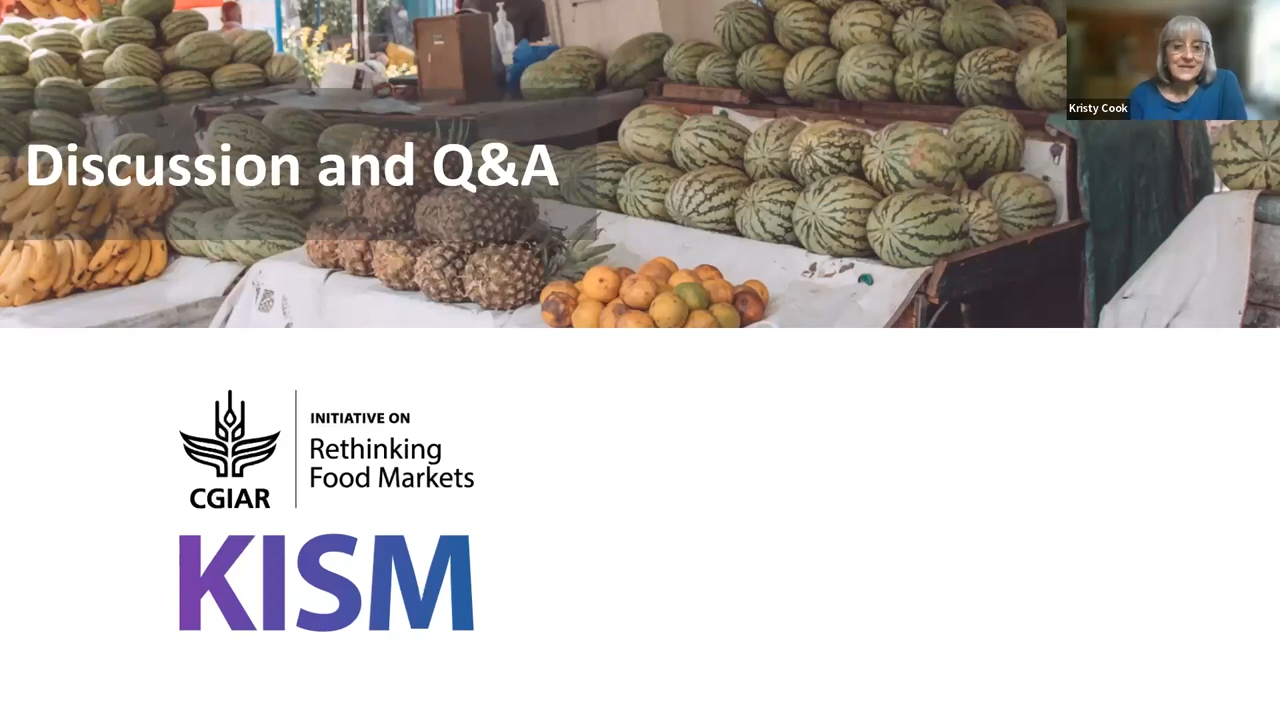 Kristy Cook
Discussion and Q&A
INITIATIVE ON
Rethinking
Food Markets
CGIAR
KISM